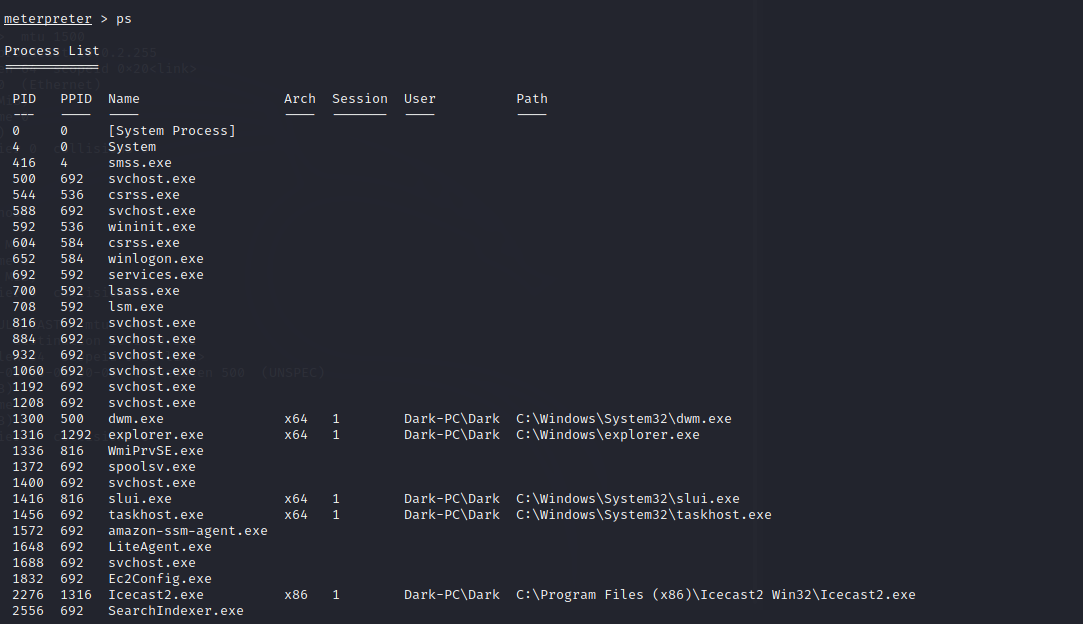 meterpreter > ps
Process List
PID PPID Name Arch Session User Path
--- ---- ---- ---- ------- ---- ----
0 0 [System Process]
4 0 System
416 4 smss.exe
500 692 svchost.exe
544 536 csrss.exe
588 692 svchost.exe
592 536 wininit.exe
604 584 csrss.exe
652 584 winlogon.exe
692 592 services.exe
700 592 lsass.exe
708 592 lsm.exe
816 692 svchost.exe
884 692 svchost.exe
932 692 svchost.exe
1060 692 svchost.exe
1192 692 svchost.exe
1208 692 svchost.exe
1300 500 dwm.exe x64 1 Dark-PC\Dark C:\Windows\System32\dwm.exe
1316 1292 explorer.exe x64 1 Dark-PC\Dark C:\Windows\explorer.exe
1336 816 WmiPrvSE.exe
1372 692 spoolsv.exe
1400 692 svchost.exe
1416 816 slui.exe x64 1 Dark-PC\Dark C:\Windows\System32\slui.exe
1456 692 taskhost.exe x64 1 Dark-PC\Dark C:\Windows\System32\taskhost.exe
1572 692 amazon-ssm-agent.exe
1648 692 LiteAgent.exe
1688 692 svchost.exe
1832 692 Ec2Config.exe
2276 1316 Icecast2.exe x86 1 Dark-PC\Dark C:\Program Files (x86)\Icecast2 Win32\Icecast2.exe
2556 692 SearchIndexer.exe